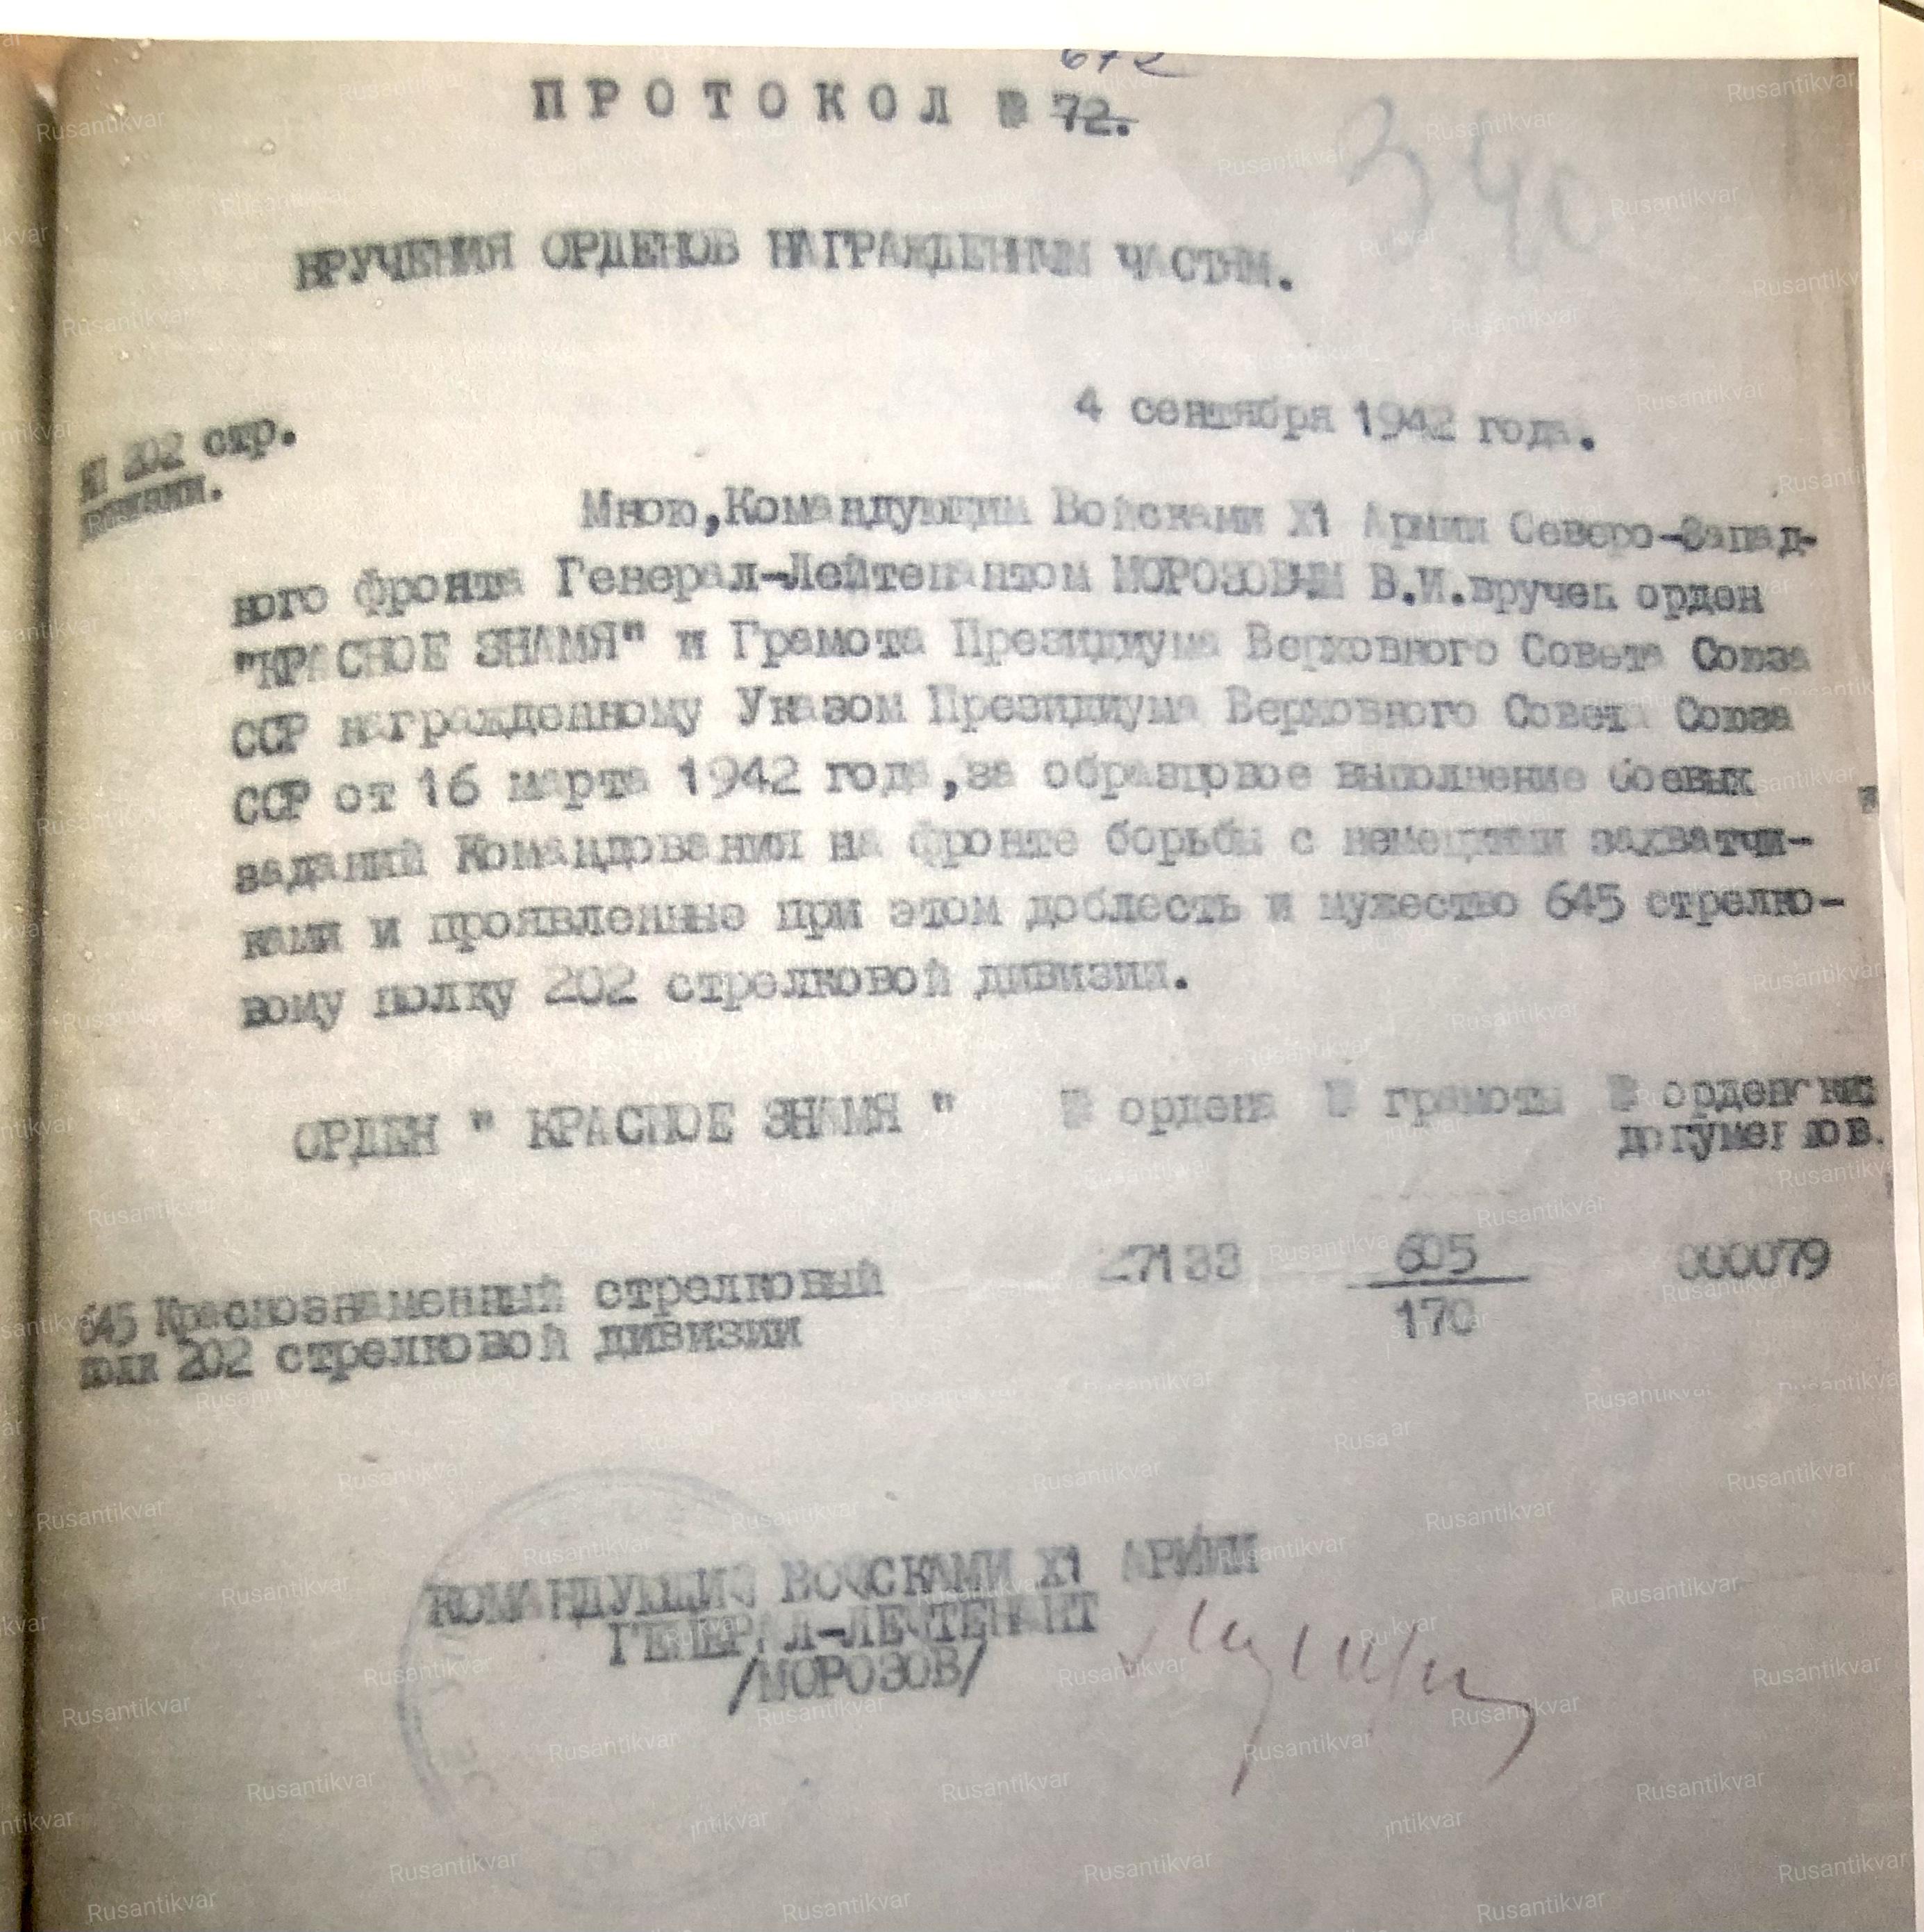 672
ПРОТОКОЛ № 72.
340
ВРУЧЕНИЯ ОРДЕНОВ НАГРАЖДЕННЫМ ЧАСТЯМ.
4 сентября 1942 года.
202 стр.
дивизии.
Мною,Командующим Войсками X1 Армии Северо-Запад-
ного фронта Генерал-Лейтенантом МОРОЗОВЫМ В.И.вручен орден
"КРАСНОЕ ЗНАМЯ" и Грамота Президиума Верховного Совета Союза
ССР награжденному Указом Президиума Верховного Совета Союза
ССР от 16 марта 1942 года,за образцовое выполнение боевых
заданий Командования на фронте борьбы с немецкими захватчи-
ками и проявленные при этом доблесть и мужество 645 стрелко-
вому полку 202 стрелковой дивизии.
ОРДЕН " КРАСНОЕ ЗНАМЯ " № ордена № грамоты № орденских
документов.
645 Краснознаменный стрелковый 27133 605 000079
полк 202 стрелковой дивизии 170
КОМАНДУЮЩИЙ ВОЙСКАМИ X1 АРМИИ
ГЕНЕРАЛ-ЛЕЙТЕНАНТ
/МОРОЗОВ/
Rusantikvar